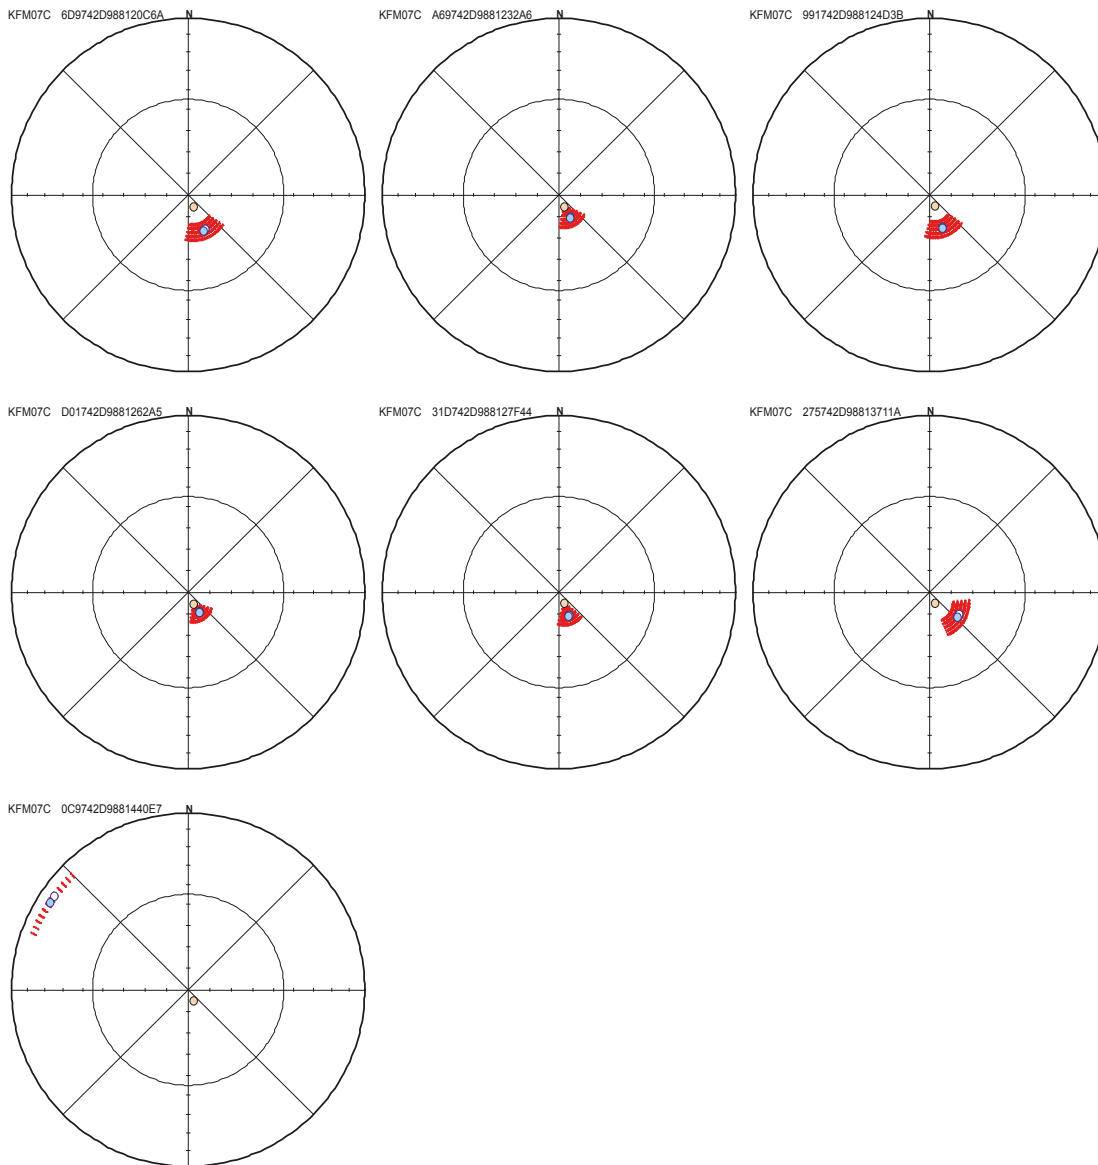 KFM07C 6D9742D988120C6A N
KFM07C A69742D9881232A6 N
KFM07C 991742D988124D3B N
KFM07C D01742D9881262A5 N
KFM07C 31D742D988127F44 N
KFM07C 275742D98813711A N
KFM07C 0C9742D9881440E7 N